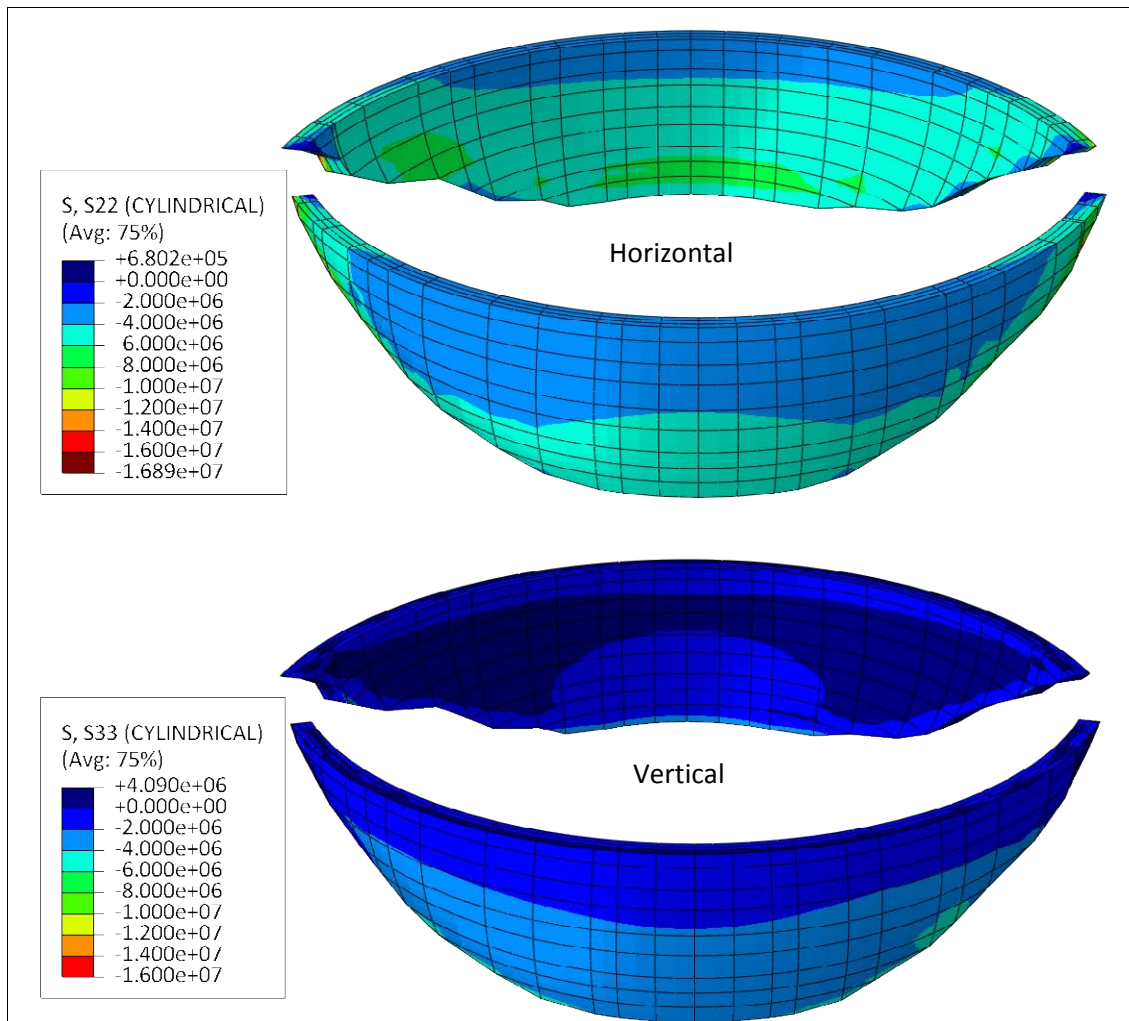 S, S22 (CYLINDRICAL)
(Avg: 75%)
+6.802e+05
+0.000e+00
-2.000e+06
-4.000e+06
-6.000e+06
-8.000e+06
-1.000e+07
-1.200e+07
-1.400e+07
-1.600e+07
-1.689e+07
Horizontal
S, S33 (CYLINDRICAL)
(Avg: 75%)
+4.090e+06
+0.000e+00
-2.000e+06
-4.000e+06
-6.000e+06
-8.000e+06
-1.000e+07
-1.200e+07
-1.400e+07
-1.600e+07
Vertical